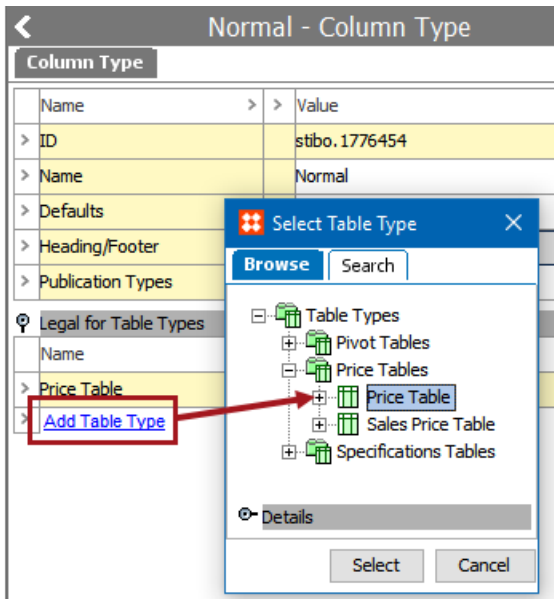 Normal - Column Type
Column Type
Name > > Value
> ID stibo.1776454
> Name Normal
> Defaults
> Heading/Footer
> Publication Types
Legal for Table Types
Name
> Price Table
> Add Table Type
Select Table Type
Browse Search
Table Types
Pivot Tables
Price Tables
Price Table
Sales Price Table
Specifications Tables
Details
Select Cancel